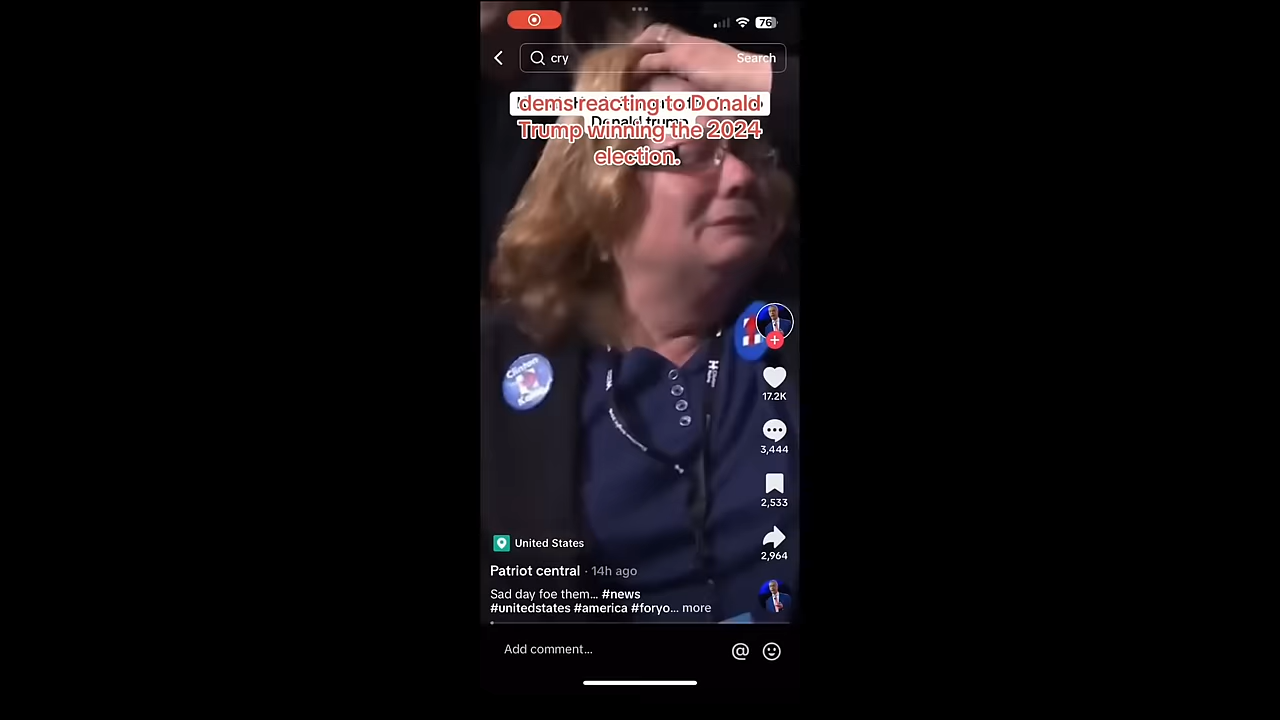 76
cry
Search
dems reacting to Donald
Trump winning the 2024
election.
Donald trump
Clinton
17.2K
3,444
2,533
2,964
United States
Patriot central · 14h ago
Sad day foe them... #news
#unitedstates #america #foryo... more
Add comment...